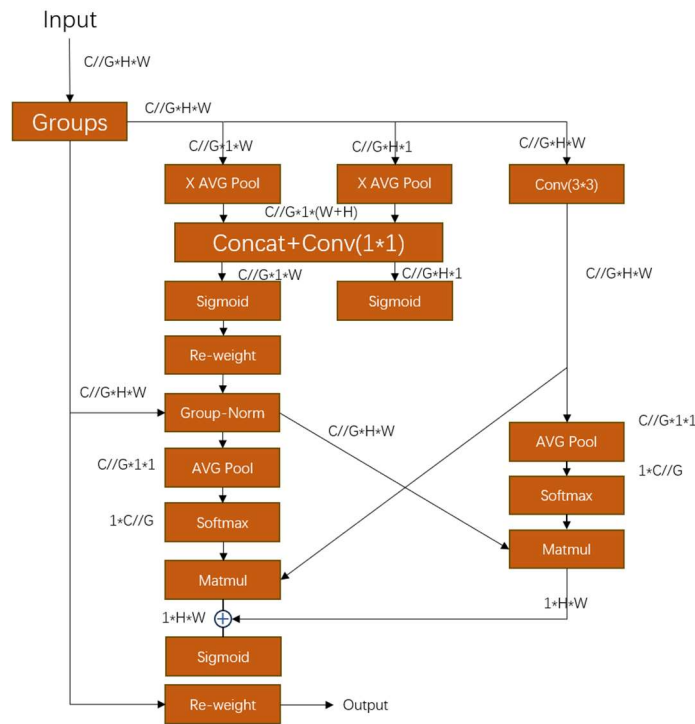 Input
C//G*H*W
C//G*H*W
Groups
C//G*1*W
C//G*H*1
C//G*H*W
X AVG Pool
X AVG Pool
Conv(3*3)
C//G*1*(W+H)
Concat+Conv(1*1)
C//G*1*W
C//G*H*1
C//G*H*W
Sigmoid
Sigmoid
Re-weight
C//G*H*W
Group-Norm
C//G*H*W
C//G*1*1
AVG Pool
C//G*1*1
AVG Pool
1*C//G
Softmax
1*C//G
Softmax
Matmul
Matmul
1*H*W
1*H*W
Sigmoid
Re-weight
Output